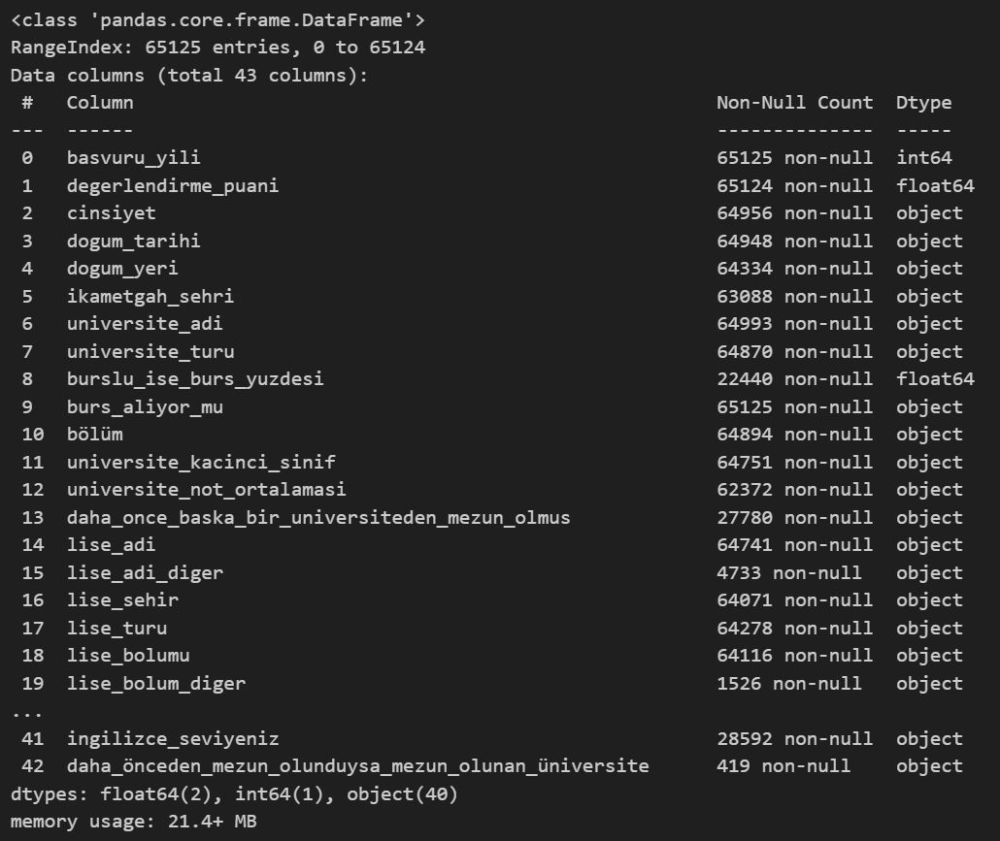 <class 'pandas.core.frame.DataFrame'>
RangeIndex: 65125 entries, 0 to 65124
Data columns (total 43 columns):
 #   Column                                                    Non-Null Count  Dtype
---  ------                                                    --------------  -----
 0   basvuru_yili                                              65125 non-null  int64
 1   degerlendirme_puani                                       65124 non-null  float64
 2   cinsiyet                                                  64956 non-null  object
 3   dogum_tarihi                                              64948 non-null  object
 4   dogum_yeri                                                64334 non-null  object
 5   ikametgah_sehri                                           63088 non-null  object
 6   universite_adi                                            64993 non-null  object
 7   universite_turu                                           64870 non-null  object
 8   burslu_ise_burs_yuzdesi                                   22440 non-null  float64
 9   burs_aliyor_mu                                            65125 non-null  object
 10  bölüm                                                     64894 non-null  object
 11  universite_kacinci_sinif                                  64751 non-null  object
 12  universite_not_ortalamasi                                 62372 non-null  object
 13  daha_once_baska_bir_universiteden_mezun_olmus             27780 non-null  object
 14  lise_adi                                                  64741 non-null  object
 15  lise_adi_diger                                            4733 non-null   object
 16  lise_sehir                                                64071 non-null  object
 17  lise_turu                                                 64278 non-null  object
 18  lise_bolumu                                               64116 non-null  object
 19  lise_bolum_diger                                          1526 non-null   object
...
 41  ingilizce_seviyeniz                                       28592 non-null  object
 42  daha_önceden_mezun_olunduysa_mezun_olunan_üniversite      419 non-null    object
dtypes: float64(2), int64(1), object(40)
memory usage: 21.4+ MB